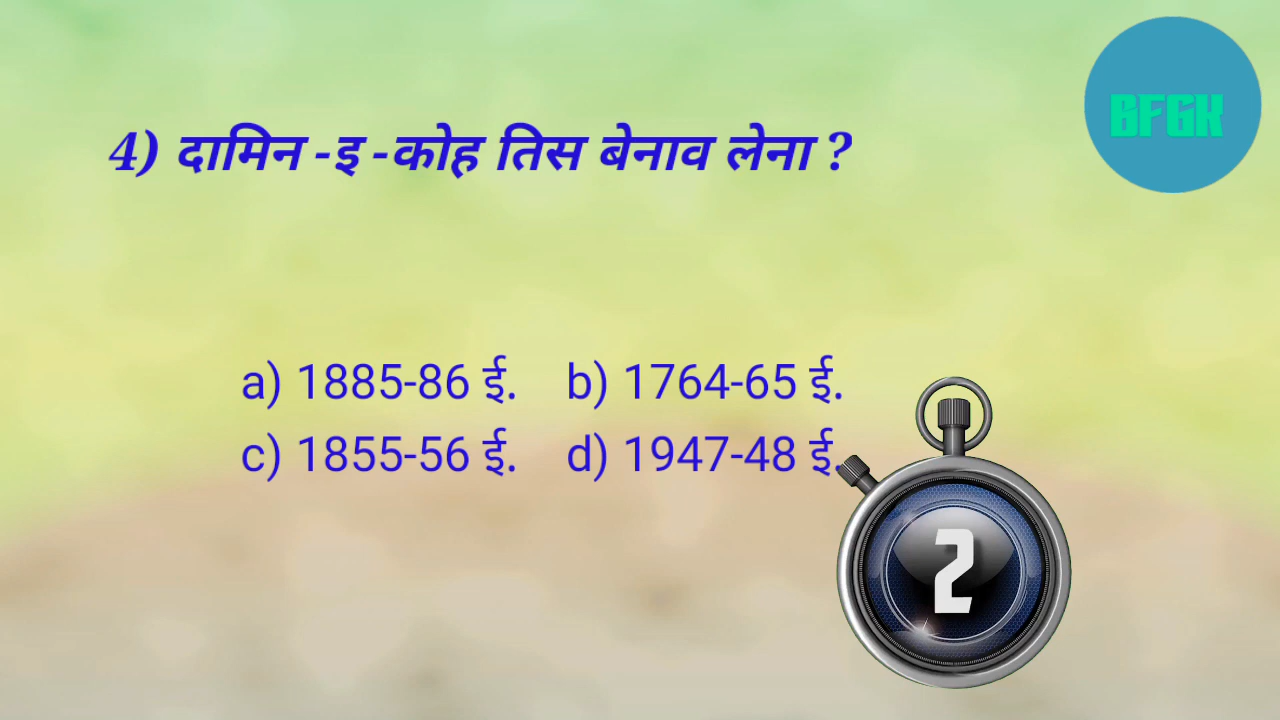 BFGK
4) दामिन -इ -कोह तिस बेनाव लेना ?
a) 1885-86 ई. b) 1764-65 ई.
c) 1855-56 ई. d) 1947-48 ई.
2